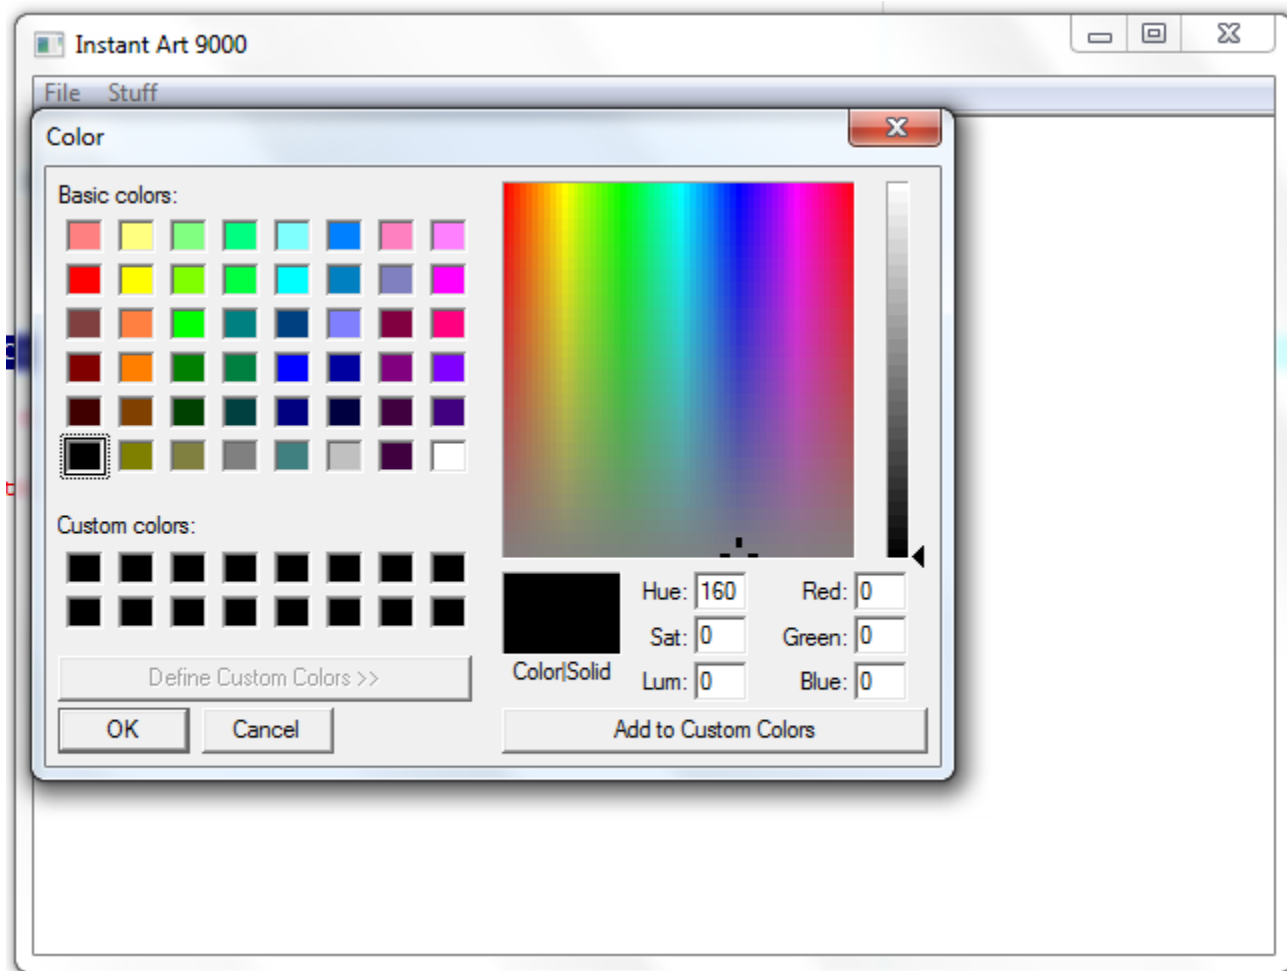 Instant Art 9000
File Stuff
Color
Basic colors:
Custom colors:
Define Custom Colors >>
OK Cancel
Color|Solid
Hue: 160 Red: 0
Sat: 0 Green: 0
Lum: 0 Blue: 0
Add to Custom Colors